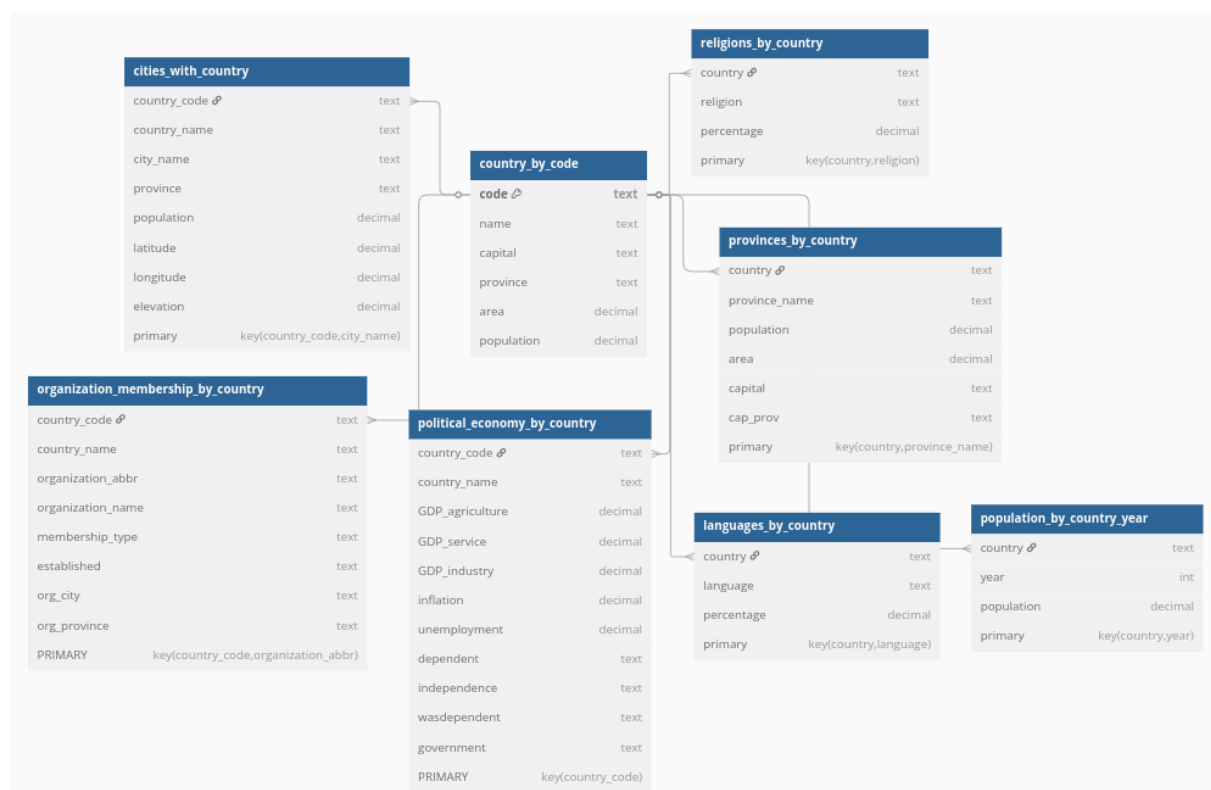 cities_with_country
country_code text
country_name text
city_name text
province text
population decimal
latitude decimal
longitude decimal
elevation decimal
primary key(country_code,city_name)
country_by_code
code text
name text
capital text
province text
area decimal
population decimal
religions_by_country
country text
religion text
percentage decimal
primary key(country,religion)
provinces_by_country
country text
province_name text
population decimal
area decimal
capital text
cap_prov text
primary key(country,province_name)
organization_membership_by_country
country_code text
country_name text
organization_abbr text
organization_name text
membership_type text
established text
org_city text
org_province text
PRIMARY key(country_code,organization_abbr)
political_economy_by_country
country_code text
country_name text
GDP_agriculture decimal
GDP_service decimal
GDP_industry decimal
inflation decimal
unemployment decimal
dependent text
independence text
wasdependent text
government text
PRIMARY key(country_code)
languages_by_country
country text
language text
percentage decimal
primary key(country,language)
population_by_country_year
country text
year int
population decimal
primary key(country,year)